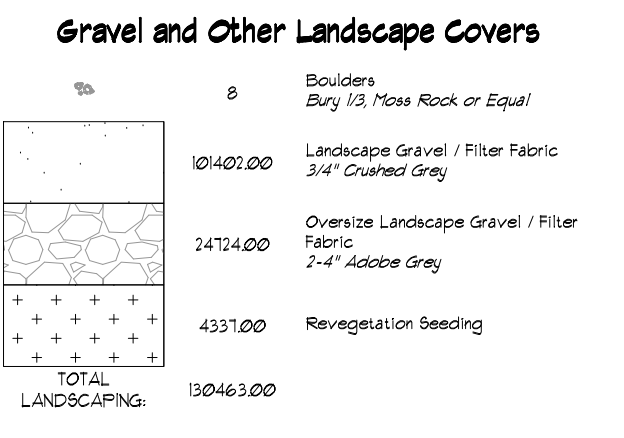 Gravel and Other Landscape Covers
8
Boulders
Bury 1/3, Moss Rock or Equal
101402.00
Landscape Gravel / Filter Fabric
3/4" Crushed Grey
24724.00
Oversize Landscape Gravel / Filter
Fabric
2-4" Adobe Grey
4337.00
Revegetation Seeding
TOTAL
LANDSCAPING:
130463.00